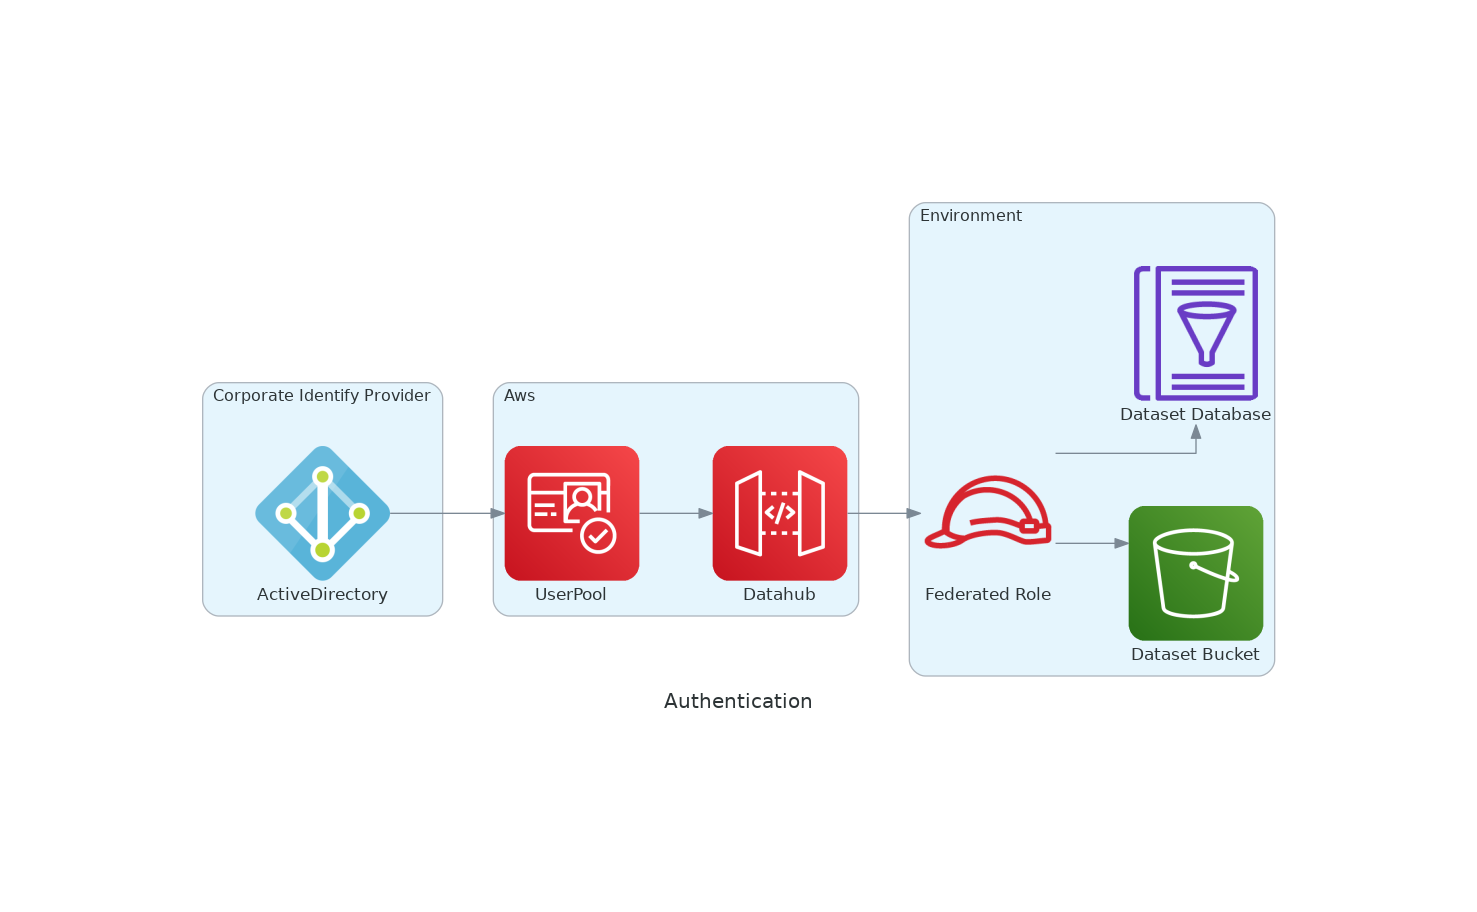 Environment
Dataset Database
Corporate Identify Provider
Aws
ActiveDirectory
UserPool
Datahub
Federated Role
Dataset Bucket
Authentication